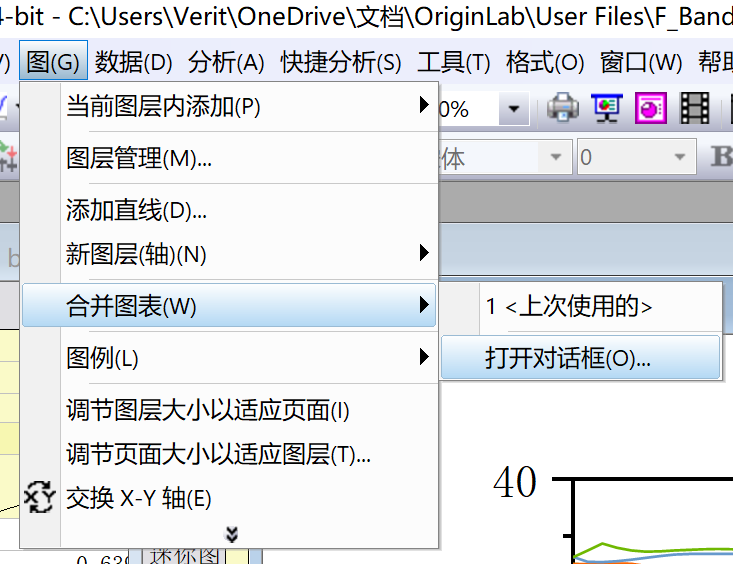 4-bit - C:\Users\Verit\OneDrive\文档\OriginLab\User Files\F_Band
图(G) 数据(D) 分析(A) 快捷分析(S) 工具(T) 格式(O) 窗口(W) 帮助
当前图层内添加(P)
0%
图层管理(M)...
体
0
B
添加直线(D)...
新图层(轴)(N)
合并图表(W)
1 <上次使用的>
图例(L)
打开对话框(O)...
调节图层大小以适应页面(I)
调节页面大小以适应图层(T)...
40
交换 X-Y 轴(E)
迷你图